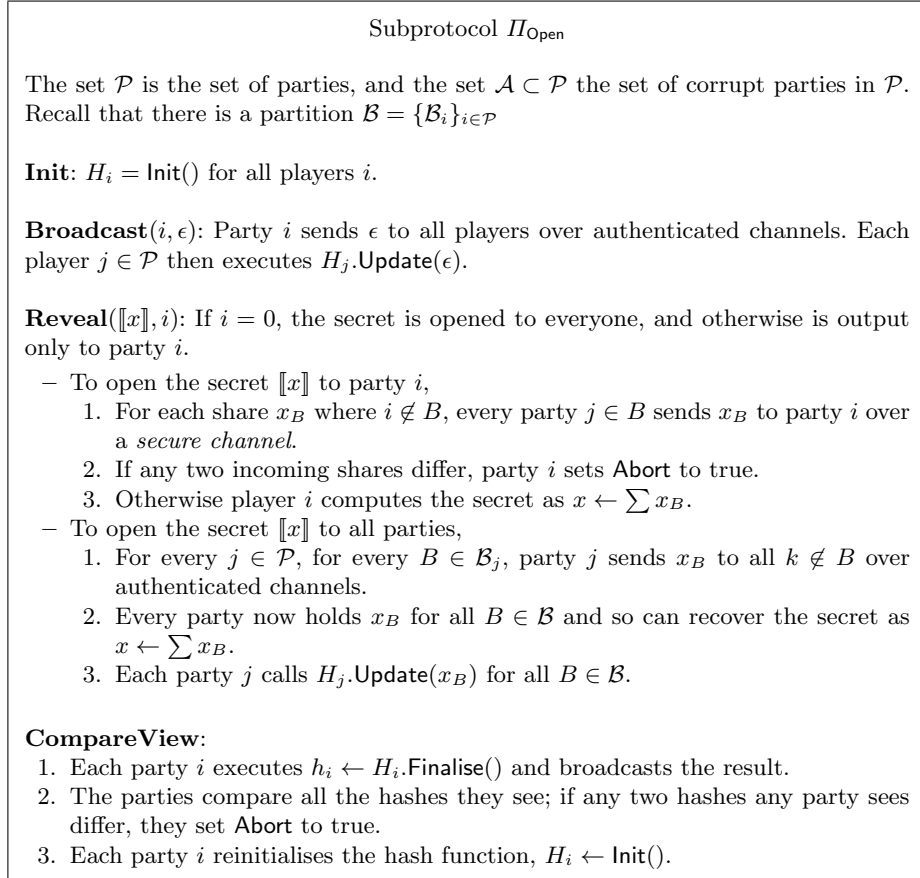 Subprotocol Π_Open
The set 𝒫 is the set of parties, and the set 𝒜 ⊂ 𝒫 the set of corrupt parties in 𝒫.
Recall that there is a partition ℬ = {ℬ_i}_{i∈𝒫}
Init: H_i = Init() for all players i.
Broadcast(i, ϵ): Party i sends ϵ to all players over authenticated channels. Each
player j ∈ 𝒫 then executes H_j.Update(ϵ).
Reveal(⟦x⟧, i): If i = 0, the secret is opened to everyone, and otherwise is output
only to party i.
– To open the secret ⟦x⟧ to party i,
1. For each share x_B where i ∉ B, every party j ∈ B sends x_B to party i over
a secure channel.
2. If any two incoming shares differ, party i sets Abort to true.
3. Otherwise player i computes the secret as x ← ∑ x_B.
– To open the secret ⟦x⟧ to all parties,
1. For every j ∈ 𝒫, for every B ∈ ℬ_j, party j sends x_B to all k ∉ B over
authenticated channels.
2. Every party now holds x_B for all B ∈ ℬ and so can recover the secret as
x ← ∑ x_B.
3. Each party j calls H_j.Update(x_B) for all B ∈ ℬ.
CompareView:
1. Each party i executes h_i ← H_i.Finalise() and broadcasts the result.
2. The parties compare all the hashes they see; if any two hashes any party sees
differ, they set Abort to true.
3. Each party i reinitialises the hash function, H_i ← Init().